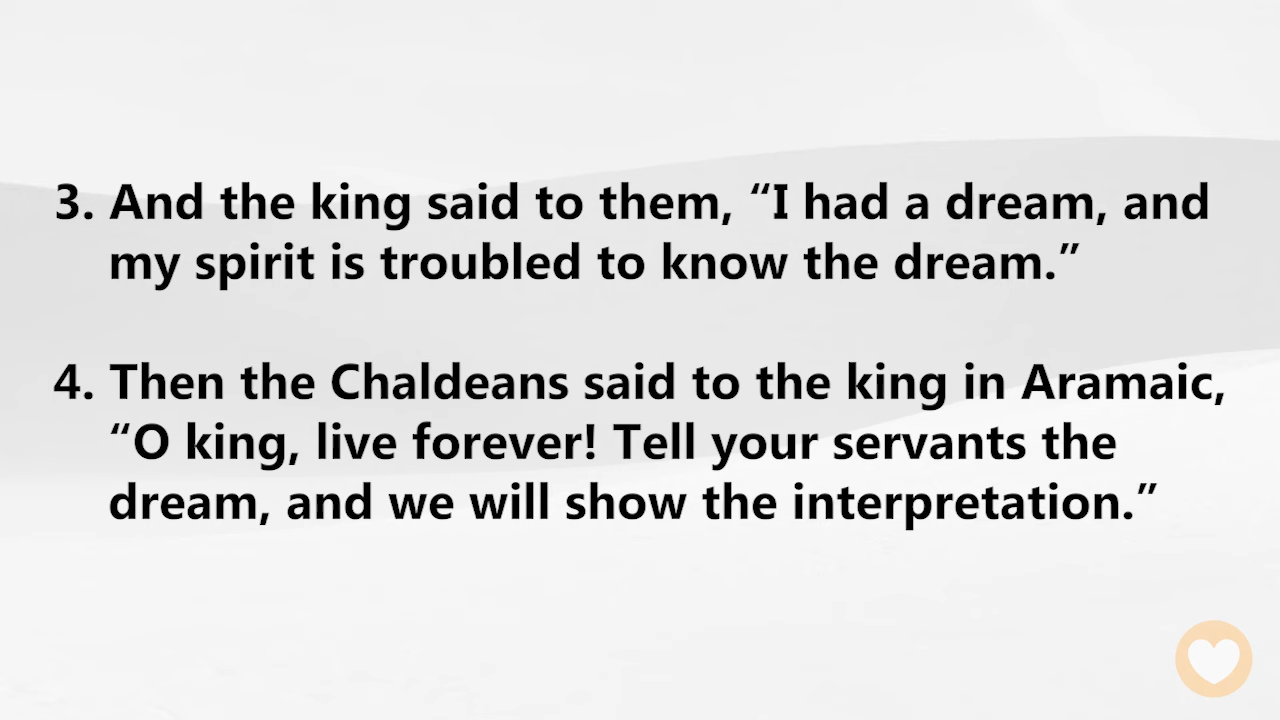 3. And the king said to them, “I had a dream, and
my spirit is troubled to know the dream.”
4. Then the Chaldeans said to the king in Aramaic,
“O king, live forever! Tell your servants the
dream, and we will show the interpretation.”